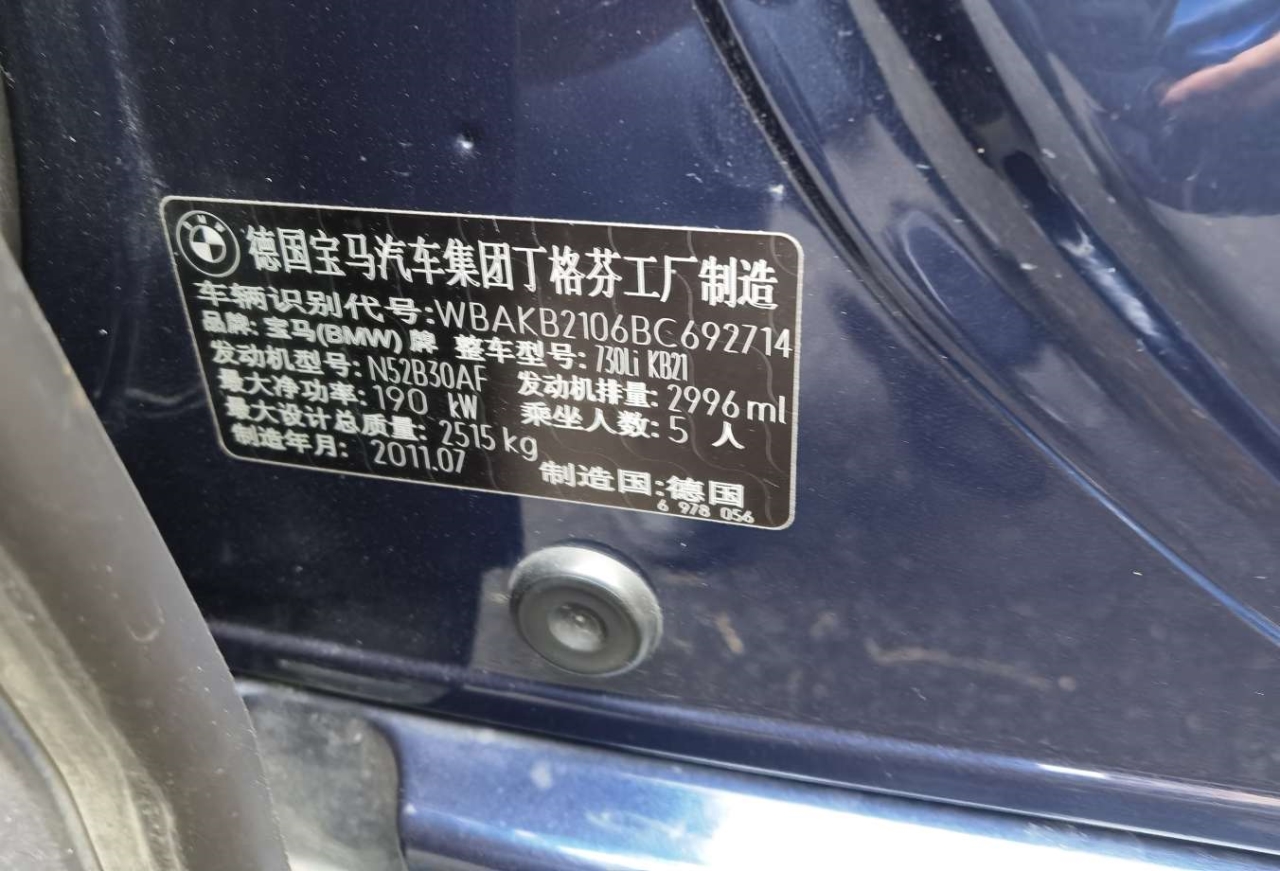 德国宝马汽车集团丁格芬工厂制造
车辆识别代号:WBAKB2106BC692714
品牌:宝马(BMW)牌 整车型号:730Li KB21
发动机型号:N52B30AF 发动机排量:2996 ml
最大净功率:190 kW 乘坐人数:5 人
最大设计总质量:2515 kg
制造年月:2011.07 制造国:德国
6 978 056